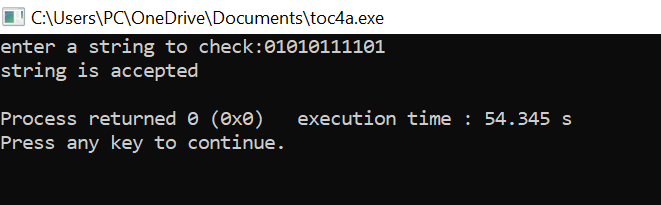 C:\Users\PC\OneDrive\Documents\toc4a.exe
enter a string to check:01010111101
string is accepted
Process returned 0 (0x0)   execution time : 54.345 s
Press any key to continue.